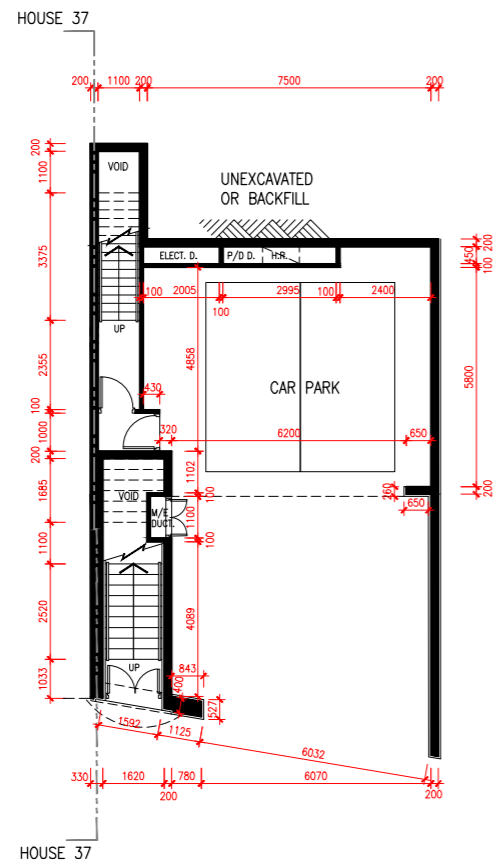 HOUSE 37
200 1100 200 7500 200
200
1100
3375
2355
100
1000
200
1685
1100
2520
1033
VOID
UNEXCAVATED
OR BACKFILL
ELECT. D. P/D D. H.R.
100 2005 2995 100 2400
100
UP
4858
430
CAR PARK
320 6200 650
1102
200
450
100
5800
200
260
650
VOID
M/E
DUCT.
100
1100
100
4089
UP
843
400
527
1592 1125 6032
330 1620 780 6070 200
200
HOUSE 37